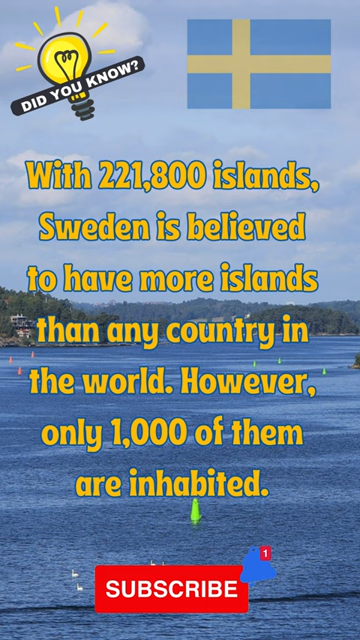 DID YOU KNOW?
With 221,800 islands,
Sweden is believed
to have more islands
than any country in
the world. However,
only 1,000 of them
are inhabited.
1
SUBSCRIBE